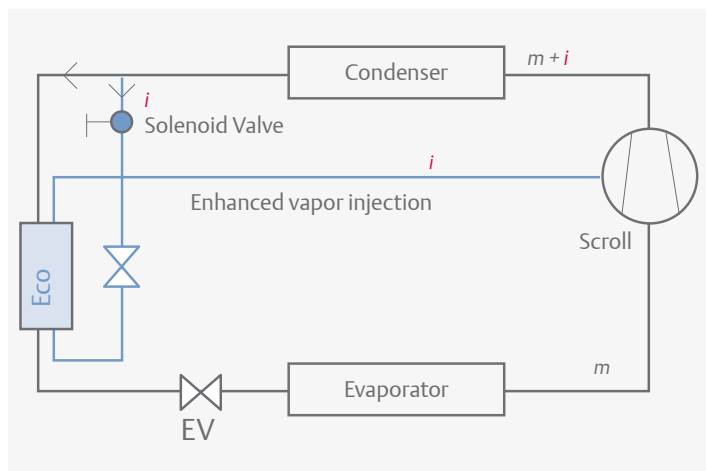 Condenser
m + i
i
Solenoid Valve
i
Enhanced vapor injection
Scroll
Eco
m
Evaporator
EV